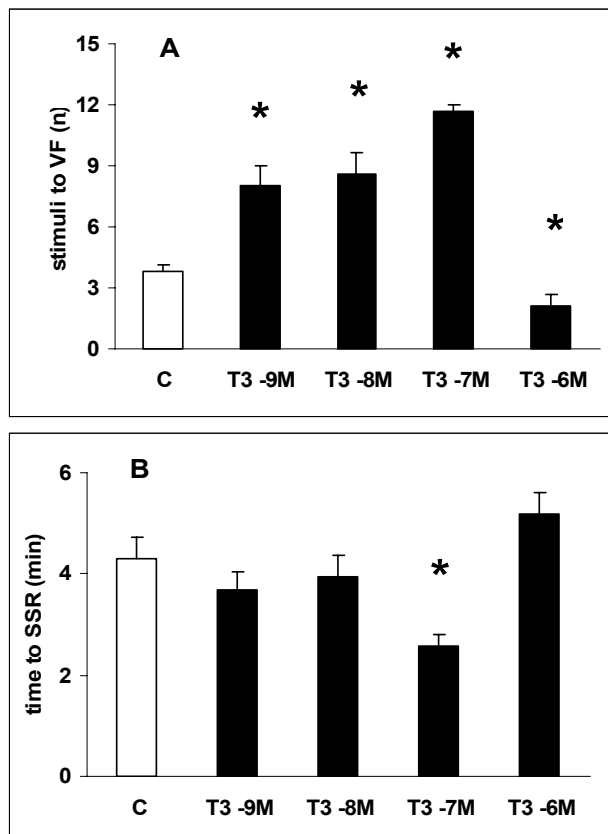 A
stimuli to VF (n)
15
12
9
6
3
0
* * * *
C T3 -9M T3 -8M T3 -7M T3 -6M
B
time to SSR (min)
6
4
2
0
*
C T3 -9M T3 -8M T3 -7M T3 -6M